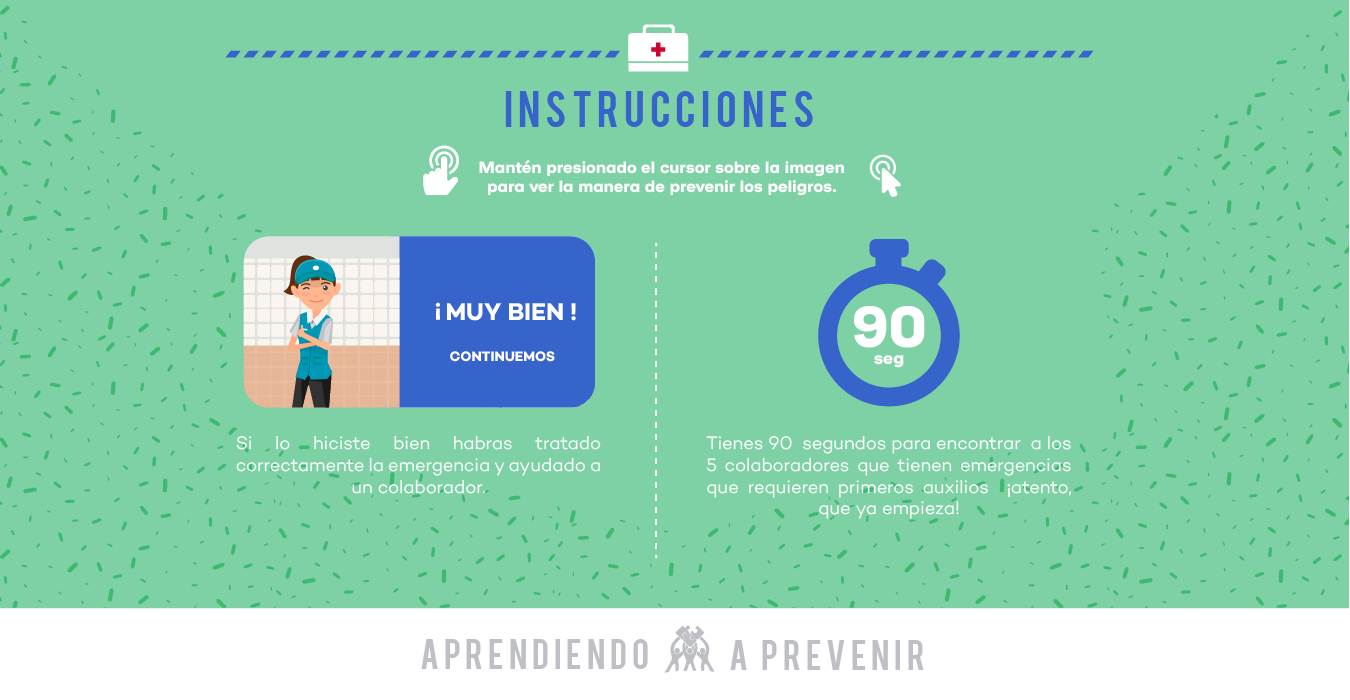 INSTRUCCIONES
Mantén presionado el cursor sobre la imagen
para ver la manera de prevenir los peligros.
¡ MUY BIEN !
CONTINUEMOS
Si lo hiciste bien habras tratado
correctamente la emergencia y ayudado a
un colaborador.
90
seg
Tienes 90 segundos para encontrar a los
5 colaboradores que tienen emergencias
que requieren primeros auxilios ¡atento,
que ya empieza!
APRENDIENDO A PREVENIR